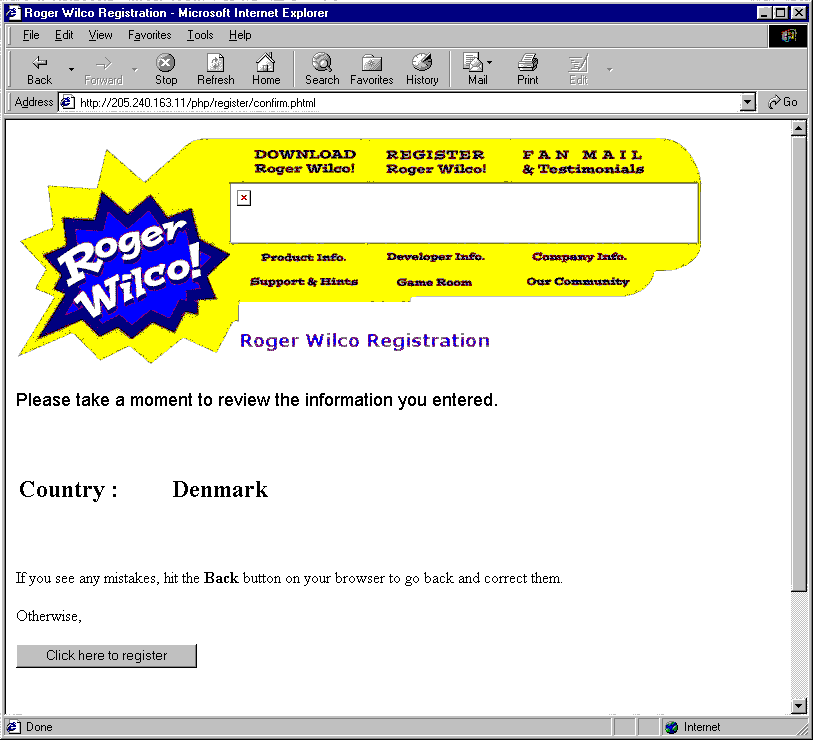 Roger Wilco Registration - Microsoft Internet Explorer
File Edit View Favorites Tools Help
Back Forward Stop Refresh Home Search Favorites History Mail Print Edit
Address http://205.240.163.11/php/register/confirm.phtml Go
DOWNLOAD REGISTER FAN MAIL
Roger Wilco! Roger Wilco! & Testimonials
Roger
Wilco!
Product Info. Developer Info. Company Info.
Support & Hints Game Room Our Community
Roger Wilco Registration
Please take a moment to review the information you entered.
Country : Denmark
If you see any mistakes, hit the Back button on your browser to go back and correct them.
Otherwise,
Click here to register
Done Internet